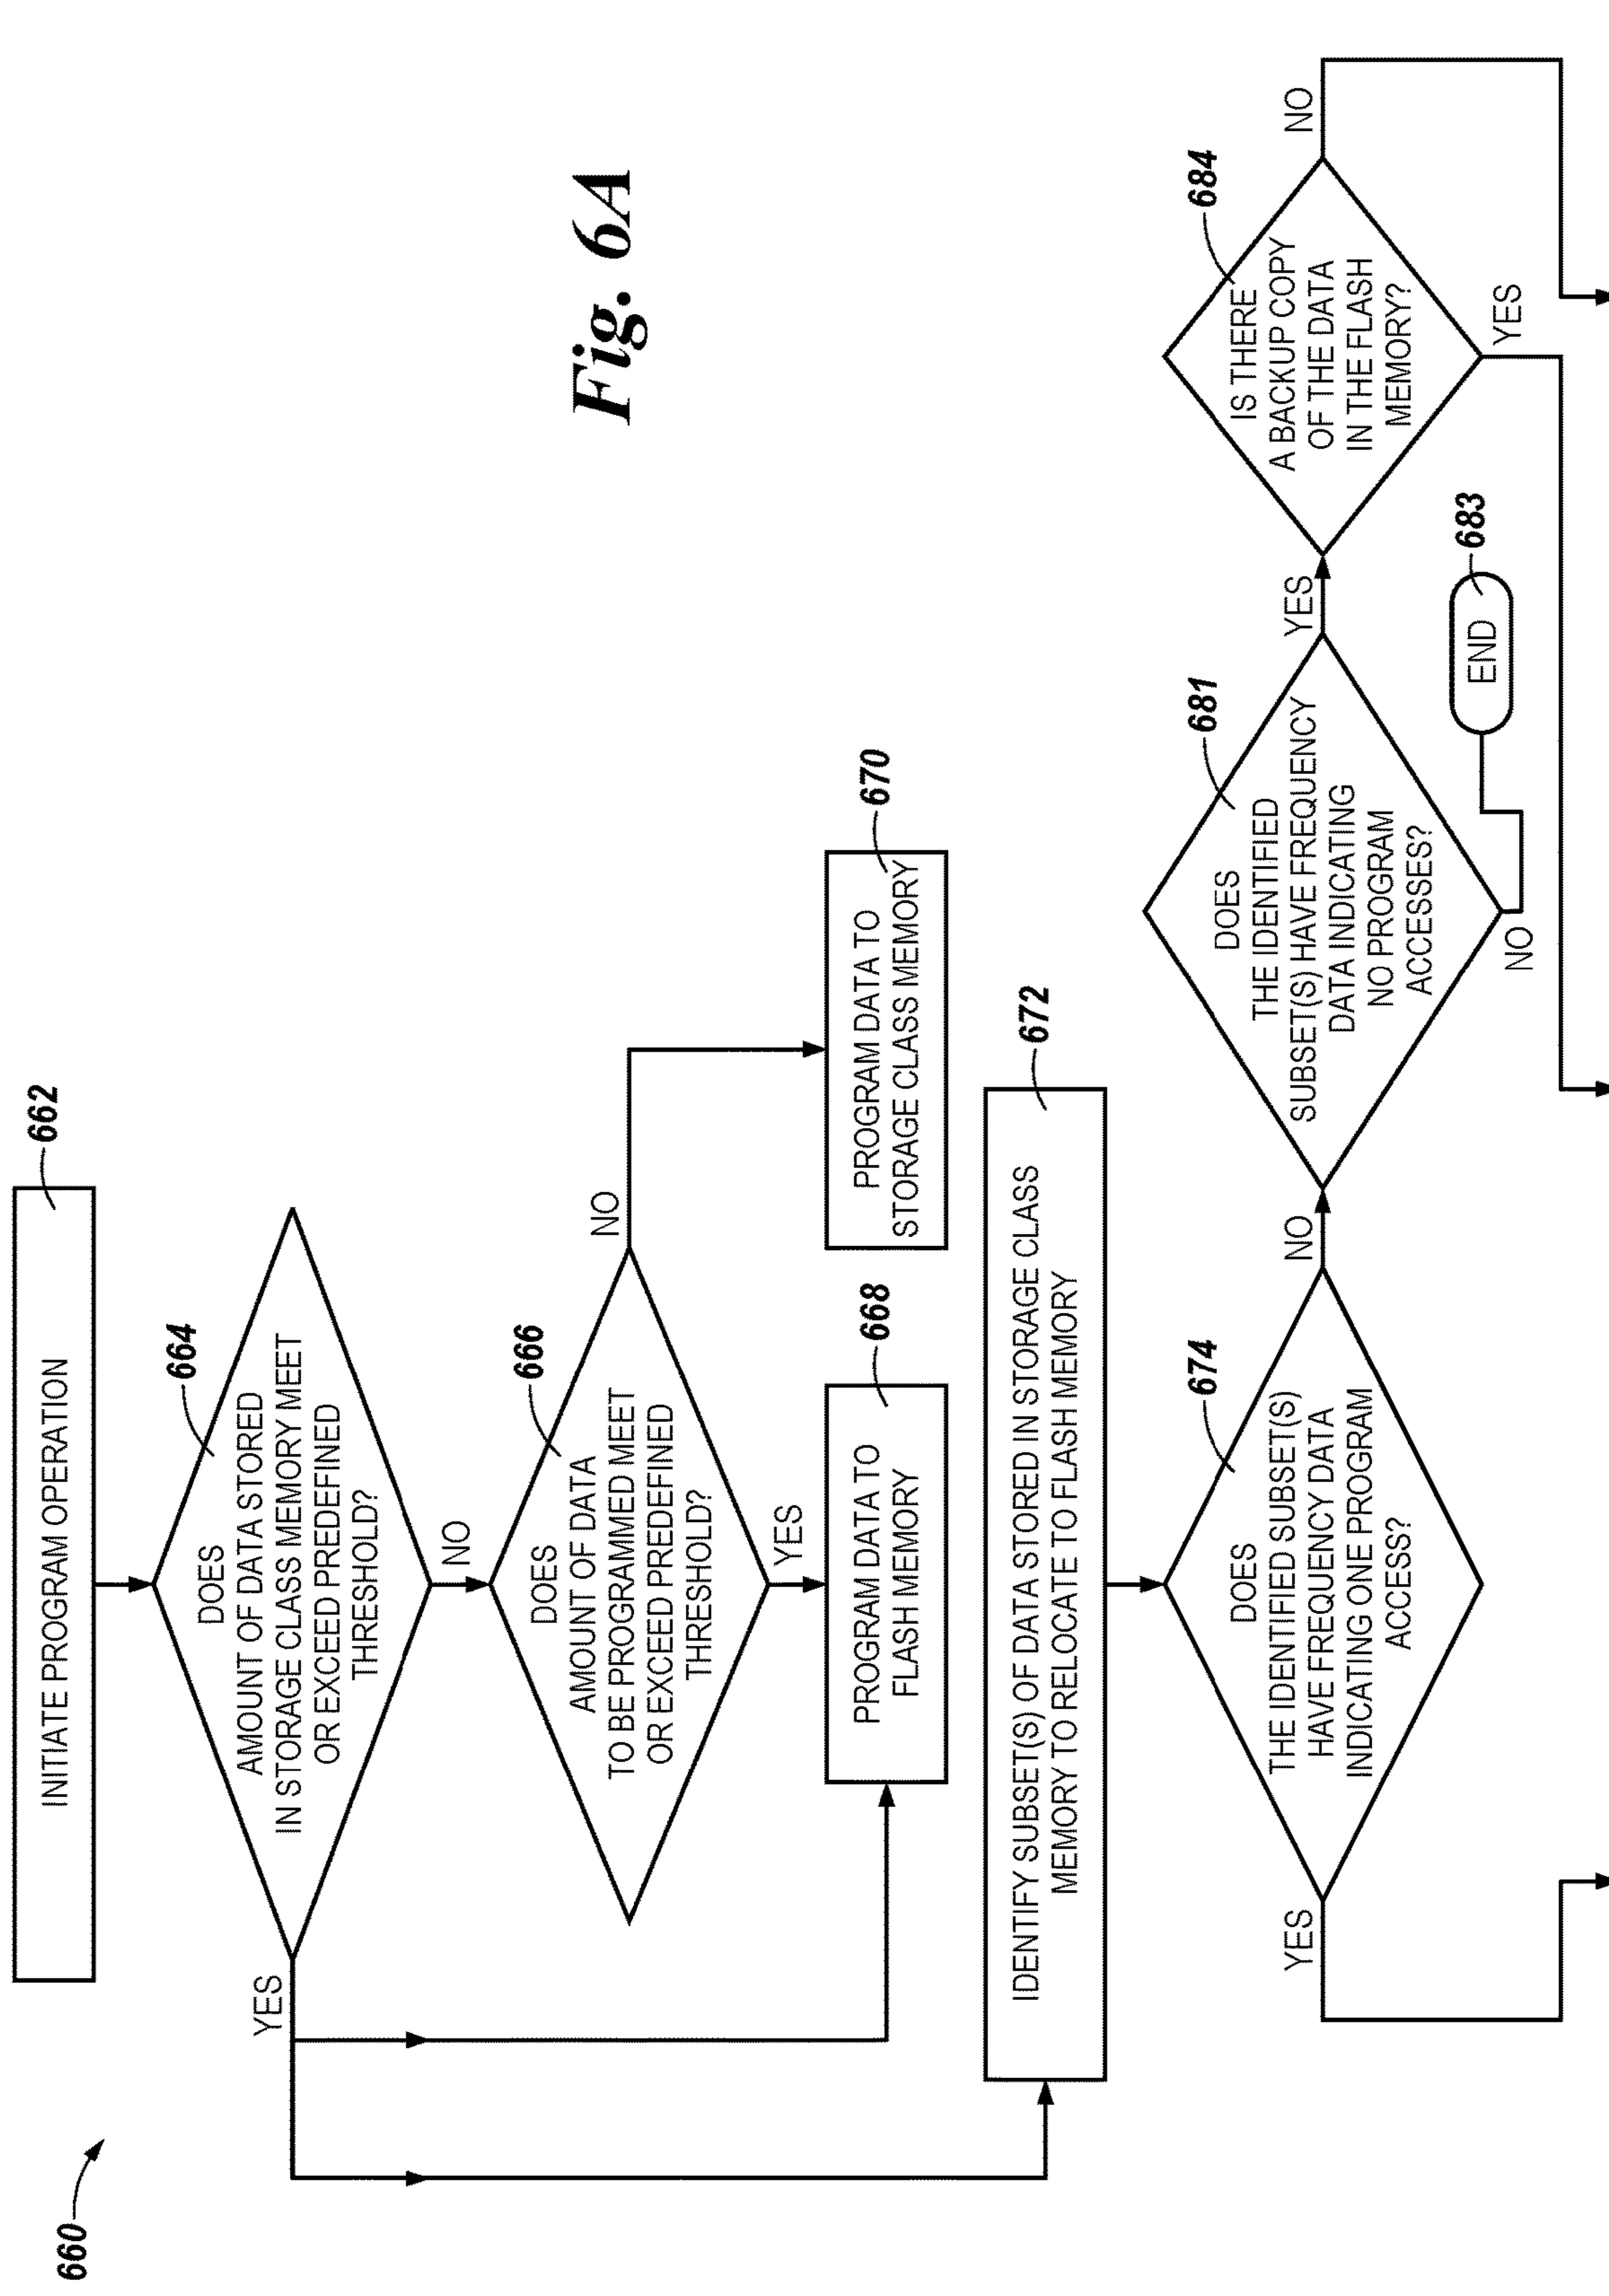 660
662
INITIATE PROGRAM OPERATION
664
DOES
AMOUNT OF DATA STORED
IN STORAGE CLASS MEMORY MEET
OR EXCEED PREDEFINED
THRESHOLD?
YES
NO
666
DOES
AMOUNT OF DATA
TO BE PROGRAMMED MEET
OR EXCEED PREDEFINED
THRESHOLD?
NO
YES
668
PROGRAM DATA TO
FLASH MEMORY
670
PROGRAM DATA TO
STORAGE CLASS MEMORY
672
IDENTIFY SUBSET(S) OF DATA STORED IN STORAGE CLASS
MEMORY TO RELOCATE TO FLASH MEMORY
674
DOES
THE IDENTIFIED SUBSET(S)
HAVE FREQUENCY DATA
INDICATING ONE PROGRAM
ACCESS?
YES
NO
681
DOES
THE IDENTIFIED
SUBSET(S) HAVE FREQUENCY
DATA INDICATING
NO PROGRAM
ACCESSES?
YES
NO
683
END
684
IS THERE
A BACKUP COPY
OF THE DATA
IN THE FLASH
MEMORY?
NO
YES
Fig. 6A